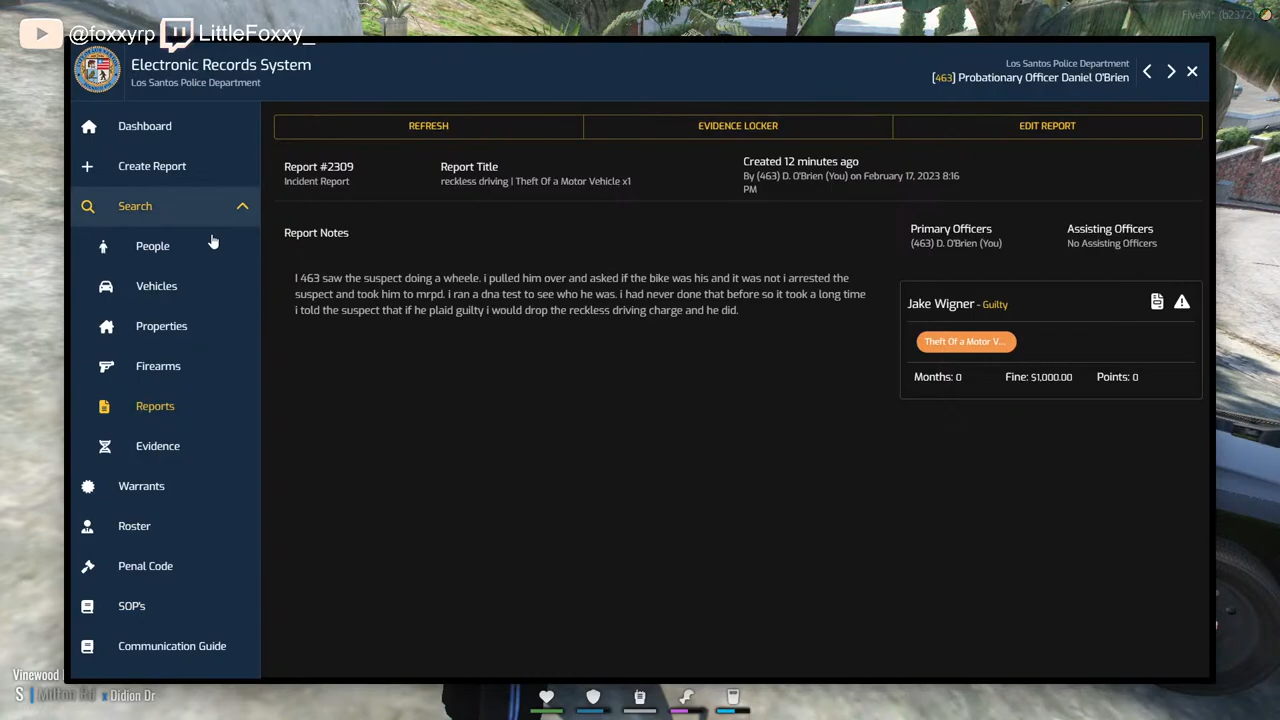 @foxxyrp LittleFoxxy_
FiveM* (b2372)
Electronic Records System
Los Santos Police Department
Los Santos Police Department
[463] Probationary Officer Daniel O'Brien
Dashboard
Create Report
Search
People
Vehicles
Properties
Firearms
Reports
Evidence
Warrants
Roster
Penal Code
SOP's
Communication Guide
REFRESH
EVIDENCE LOCKER
EDIT REPORT
Report #2309
Incident Report
Report Title
reckless driving | Theft Of a Motor Vehicle x1
Created 12 minutes ago
By (463) D. O'Brien (You) on February 17, 2023 8:16
PM
Report Notes
I 463 saw the suspect doing a wheele. i pulled him over and asked if the bike was his and it was not i arrested the
suspect and took him to mrpd. i ran a dna test to see who he was. i had never done that before so it took a long time
i told the suspect that if he plaid guilty i would drop the reckless driving charge and he did.
Primary Officers
(463) D. O'Brien (You)
Assisting Officers
No Assisting Officers
Jake Wigner - Guilty
Theft Of a Motor V...
Months: 0
Fine: $1,000.00
Points: 0
Vinewood
S | Milton Rd x Didion Dr